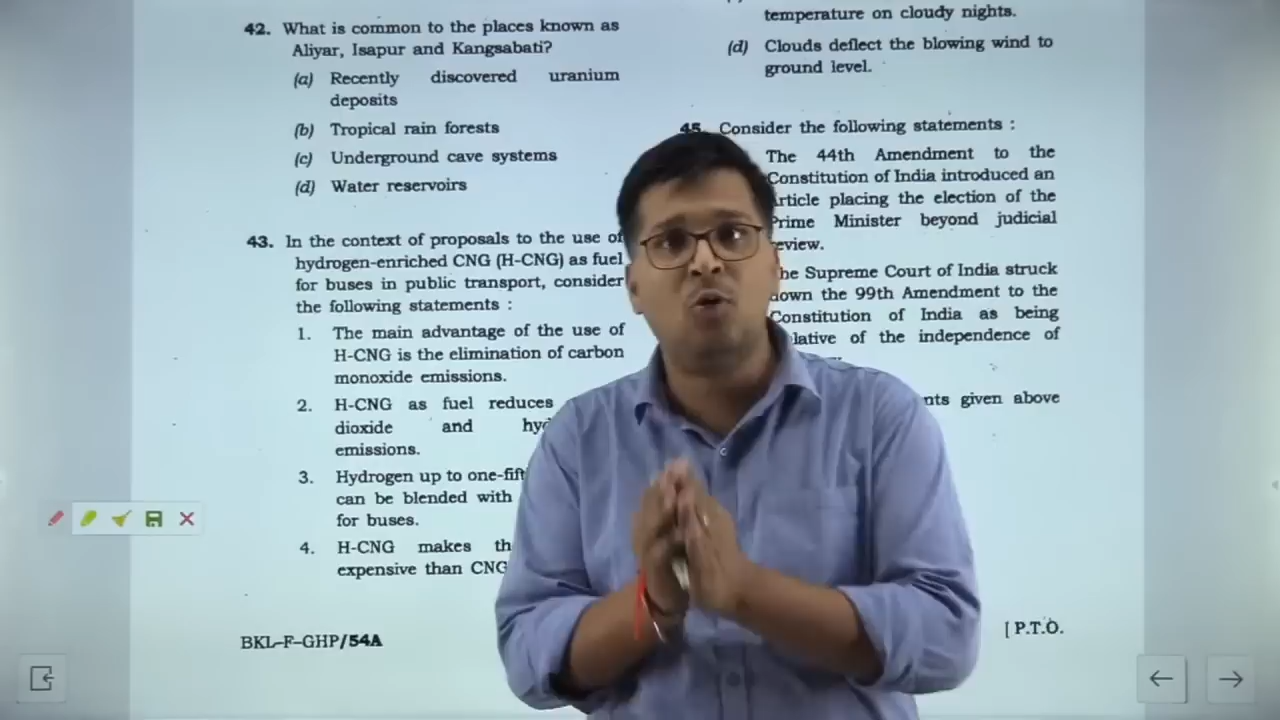 42. What is common to the places known as
Aliyar, Isapur and Kangsabati?
(a) Recently discovered uranium
deposits
(b) Tropical rain forests
(c) Underground cave systems
(d) Water reservoirs
43. In the context of proposals to the use of
hydrogen-enriched CNG (H-CNG) as fuel
for buses in public transport, consider
the following statements :
1. The main advantage of the use of
H-CNG is the elimination of carbon
monoxide emissions.
2. H-CNG as fuel reduces
dioxide and
emissions.
3. Hydrogen up to
can be blended with
for buses.
4. H-CNG makes
expensive than CNG
BKL-F-GHP/54A
temperature on cloudy nights.
(d) Clouds deflect the blowing wind to
ground level.
45. Consider the following statements :
The 44th Amendment to the
Constitution of India introduced an
placing the election of the
Prime Minister beyond judicial
Supreme Court of India struck
the 99th Amendment to the
Constitution of India as being
of the independence of
given above
[ P.T.O.